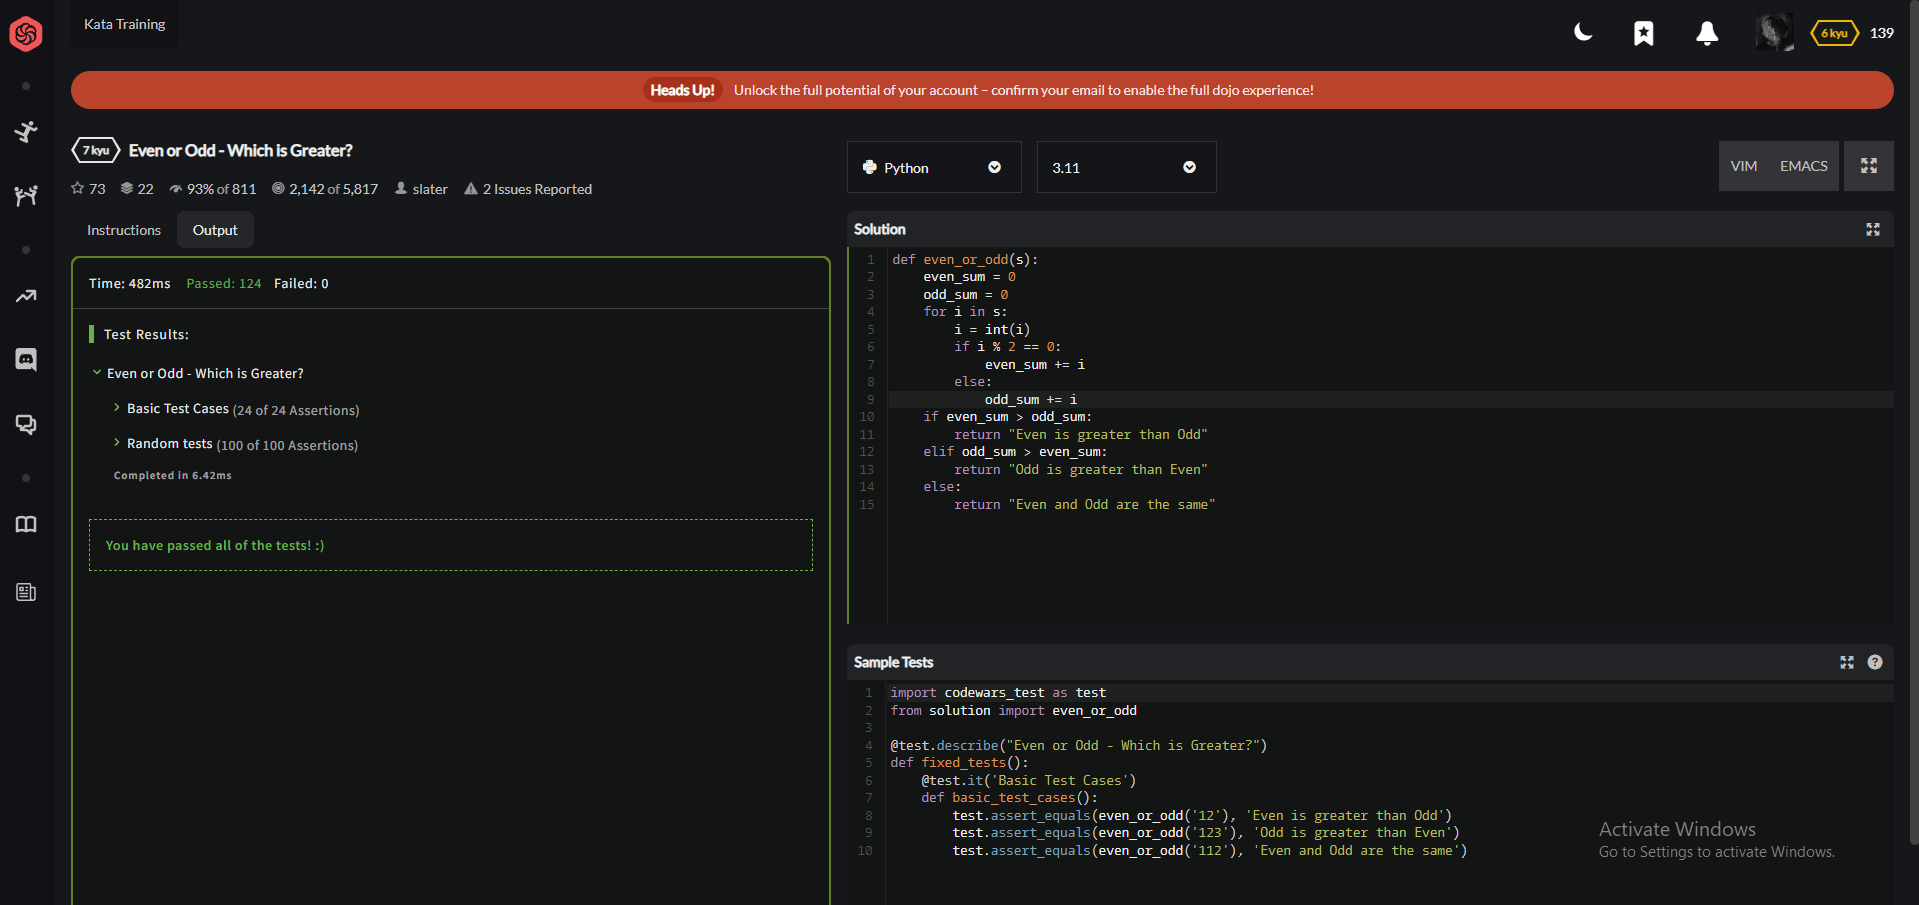 Kata Training
6 kyu 139
Heads Up! Unlock the full potential of your account – confirm your email to enable the full dojo experience!
7 kyu Even or Odd - Which is Greater?
73 22 93% of 811 2,142 of 5,817 slater 2 Issues Reported
Instructions Output
Time: 482ms Passed: 124 Failed: 0
Test Results:
Even or Odd - Which is Greater?
Basic Test Cases (24 of 24 Assertions)
Random tests (100 of 100 Assertions)
Completed in 6.42ms
You have passed all of the tests! :)
Python 3.11
VIM EMACS
Solution
1 def even_or_odd(s):
2     even_sum = 0
3     odd_sum = 0
4     for i in s:
5         i = int(i)
6         if i % 2 == 0:
7             even_sum += i
8         else:
9             odd_sum += i
10     if even_sum > odd_sum:
11         return "Even is greater than Odd"
12     elif odd_sum > even_sum:
13         return "Odd is greater than Even"
14     else:
15         return "Even and Odd are the same"
Sample Tests
1 import codewars_test as test
2 from solution import even_or_odd
3
4 @test.describe("Even or Odd - Which is Greater?")
5 def fixed_tests():
6     @test.it('Basic Test Cases')
7     def basic_test_cases():
8         test.assert_equals(even_or_odd('12'), 'Even is greater than Odd')
9         test.assert_equals(even_or_odd('123'), 'Odd is greater than Even')
10         test.assert_equals(even_or_odd('112'), 'Even and Odd are the same')
Activate Windows
Go to Settings to activate Windows.